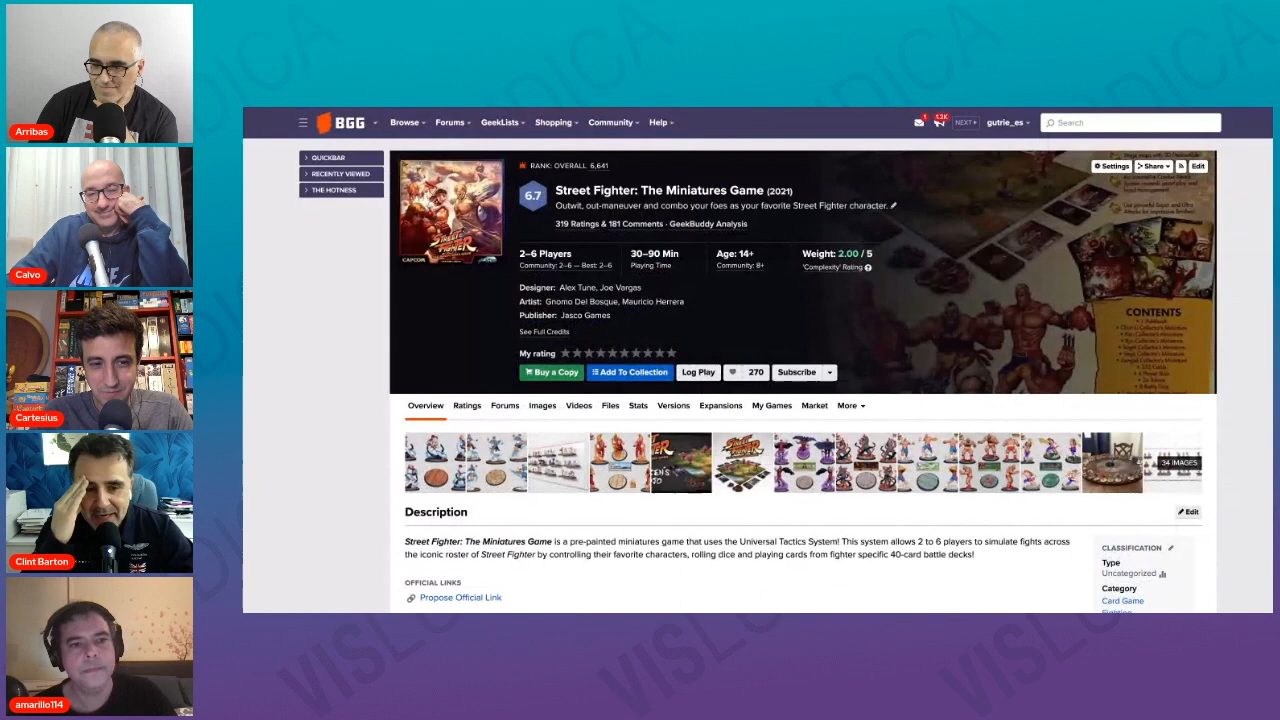 Arribas
Calvo
Cartesius
Clint Barton
amarillo114
BGG
Browse
Forums
GeekLists
Shopping
Community
Help
1
1.2K
NEXT
gutrie_es
Search
QUICKBAR
RECENTLY VIEWED
THE HOTNESS
STREET FIGHTER
CAPCOM
RANK: OVERALL 6,641
Settings
Share
Edit
6.7
Street Fighter: The Miniatures Game (2021)
Outwit, out-maneuver and combo your foes as your favorite Street Fighter character.
319 Ratings & 181 Comments · GeekBuddy Analysis
2–6 Players
30–90 Min
Age: 14+
Weight: 2.00 / 5
Community: 2–6 — Best: 2–6
Playing Time
Community: 8+
'Complexity' Rating
Designer: Alex Tune, Joe Vargas
Artist: Gnomo Del Bosque, Mauricio Herrera
Publisher: Jasco Games
See Full Credits
CONTENTS
My rating
Buy a Copy
Add To Collection
Log Play
270
Subscribe
Overview
Ratings
Forums
Images
Videos
Files
Stats
Versions
Expansions
My Games
Market
More
STREET FIGHTER
34 IMAGES
Description
Edit
Street Fighter: The Miniatures Game is a pre-painted miniatures game that uses the Universal Tactics System! This system allows 2 to 6 players to simulate fights across
the iconic roster of Street Fighter by controlling their favorite characters, rolling dice and playing cards from fighter specific 40-card battle decks!
OFFICIAL LINKS
Propose Official Link
CLASSIFICATION
Type
Uncategorized
Category
Card Game
Fighting